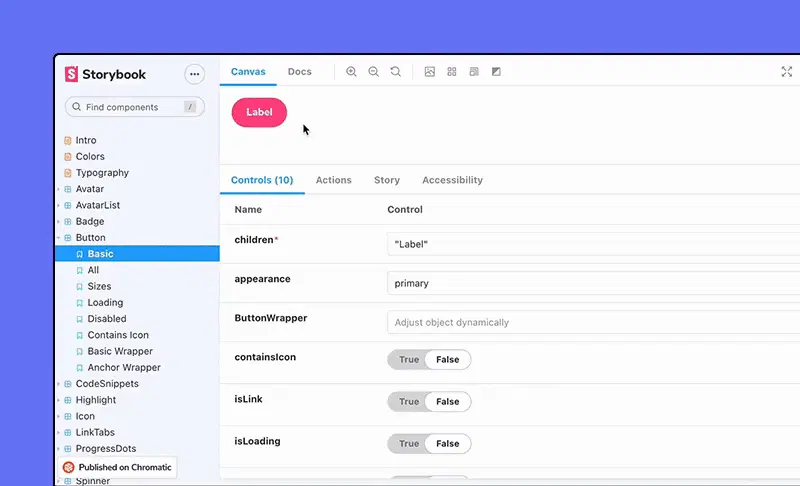 Storybook
Find components /
Intro
Colors
Typography
Avatar
AvatarList
Badge
Button
Basic
All
Sizes
Loading
Disabled
Contains Icon
Basic Wrapper
Anchor Wrapper
CodeSnippets
Highlight
Icon
LinkTabs
ProgressDots
Published on Chromatic
Spinner
Canvas Docs
Label
Controls (10) Actions Story Accessibility
Name Control
children* "Label"
appearance primary
ButtonWrapper Adjust object dynamically
containsIcon True False
isLink True False
isLoading True False